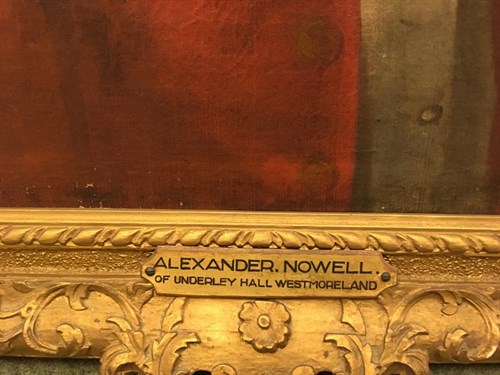 ALEXANDER. NOWELL.
OF UNDERLEY HALL WESTMORELAND